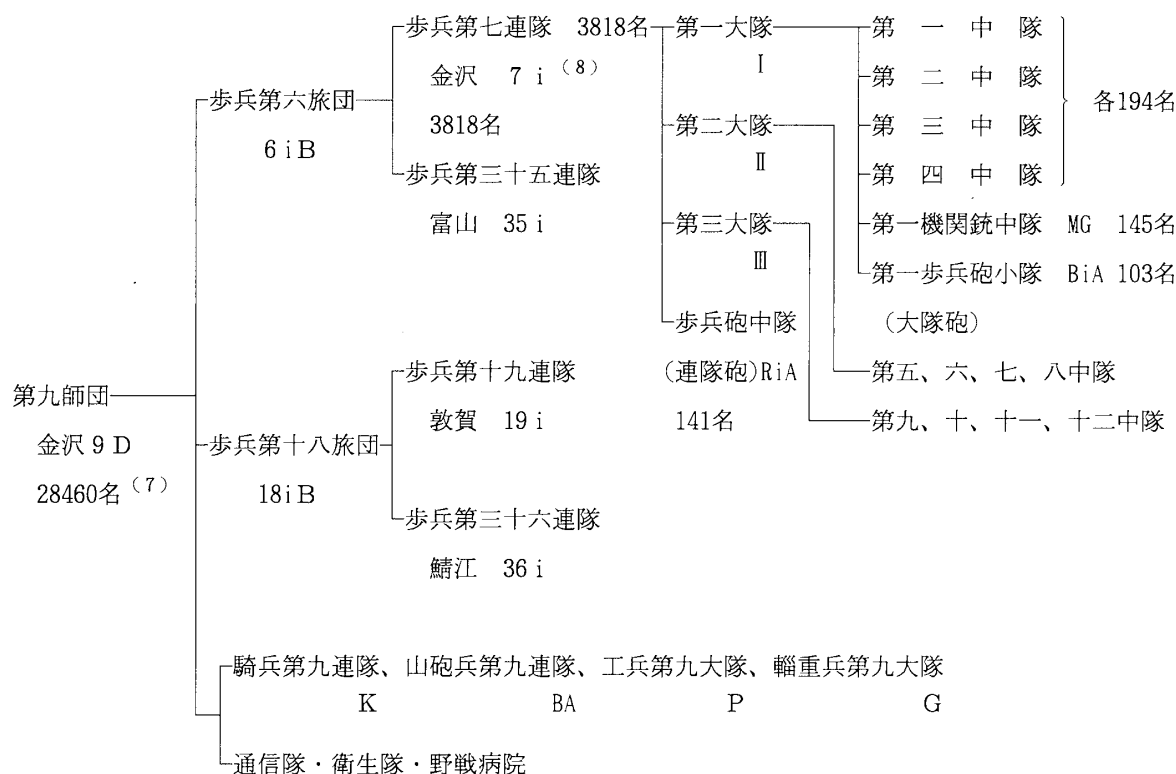 歩兵第七連隊 3818名 第一大隊 第一中隊
金沢 7i(8) Ⅰ 第二中隊
歩兵第六旅団 3818名 第二大隊 第三中隊 各194名
6iB Ⅱ
歩兵第三十五連隊 第四中隊
富山 35i 第三大隊 第一機関銃中隊 MG 145名
Ⅲ 第一歩兵砲小隊 BiA 103名
歩兵砲中隊 (大隊砲)
歩兵第十九連隊 (連隊砲)RiA 第五、六、七、八中隊
第九師団 敦賀 19i 141名 第九、十、十一、十二中隊
金沢 9D 歩兵第十八旅団
28460名(7) 18iB
歩兵第三十六連隊
鯖江 36i
騎兵第九連隊、山砲兵第九連隊、工兵第九大隊、輜重兵第九大隊
K BA P G
通信隊・衛生隊・野戦病院